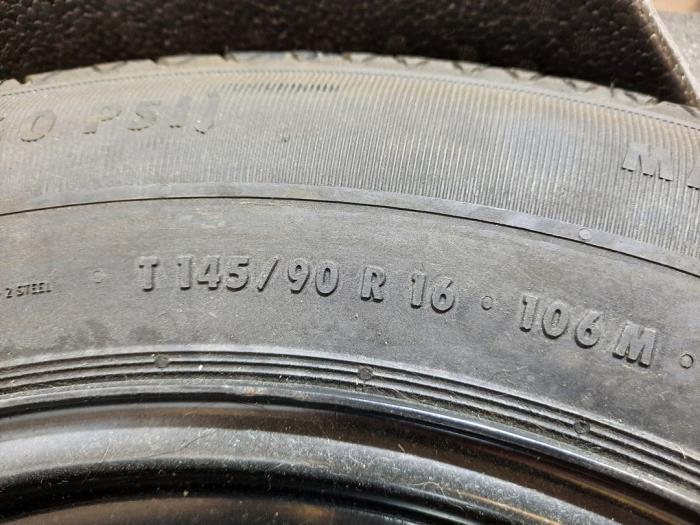 0 PSI)
M
2 STEEL
T 145/90 R 16 · 106 M ·